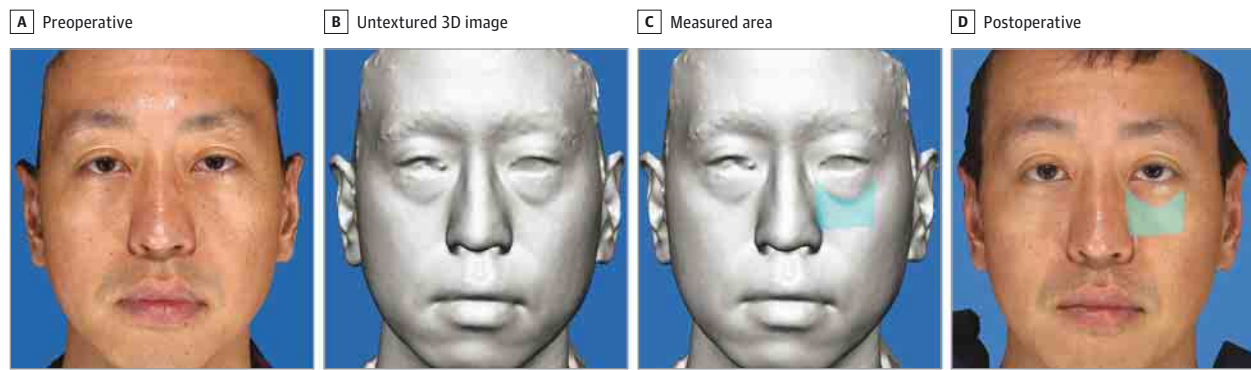 A Preoperative
B Untextured 3D image
C Measured area
D Postoperative